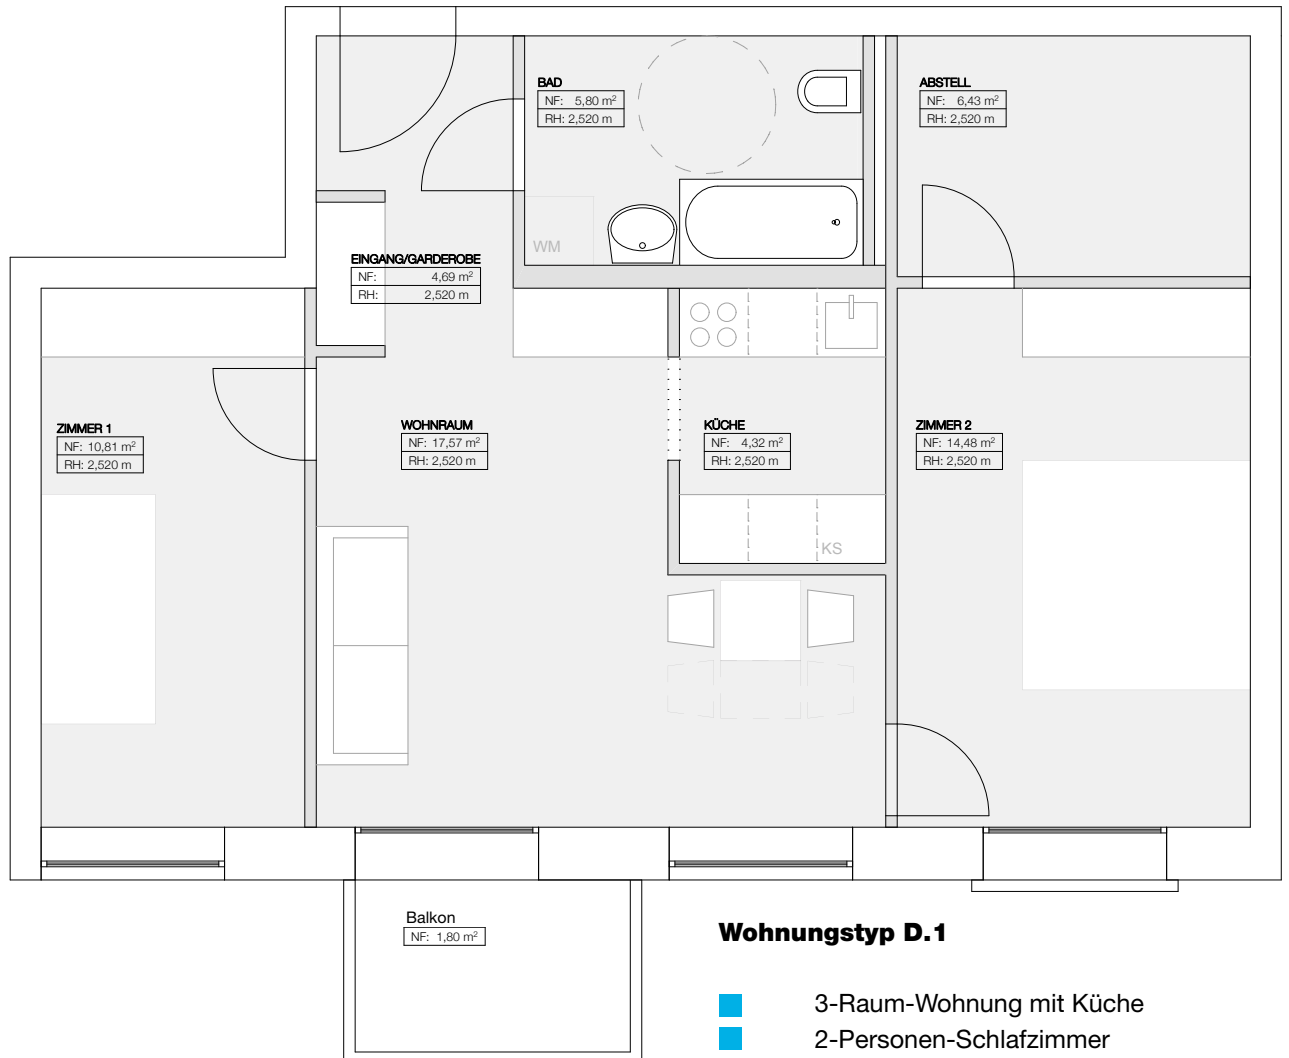 BAD
NF: 5,80 m²
RH: 2,520 m
ABSTELL
NF: 6,43 m²
RH: 2,520 m
WM
EINGANG/GARDEROBE
NF: 4,69 m²
RH: 2,520 m
ZIMMER 1
NF: 10,81 m²
RH: 2,520 m
WOHNRAUM
NF: 17,57 m²
RH: 2,520 m
KÜCHE
NF: 4,32 m²
RH: 2,520 m
ZIMMER 2
NF: 14,48 m²
RH: 2,520 m
KS
Balkon
NF: 1,80 m²
Wohnungstyp D.1
3-Raum-Wohnung mit Küche
2-Personen-Schlafzimmer